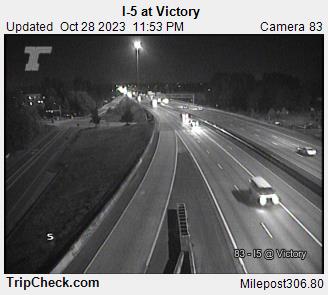 I-5 at Victory
Updated Oct 28 2023 11:53 PM Camera 83
T
S
83 - I5 @ Victory
TripCheck.com Milepost306.80